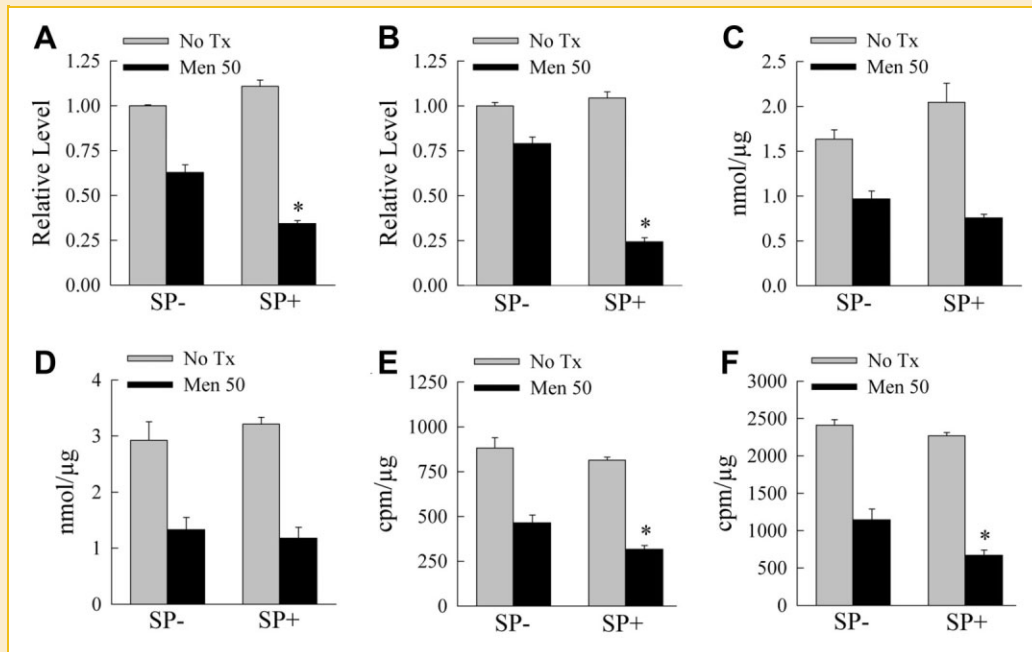 A
No Tx
Men 50
Relative Level
1.25
1.00
0.75
0.50
0.25
0.00
*
SP- SP+
B
No Tx
Men 50
Relative Level
1.25
1.00
0.75
0.50
0.25
0.00
*
SP- SP+
C
No Tx
Men 50
nmol/µg
2.5
2.0
1.5
1.0
0.5
0.0
SP- SP+
D
No Tx
Men 50
nmol/µg
4
3
2
1
0
SP- SP+
E
No Tx
Men 50
cpm/µg
1250
1000
750
500
250
0
*
SP- SP+
F
No Tx
Men 50
cpm/µg
3000
2500
2000
1500
1000
500
0
*
SP- SP+